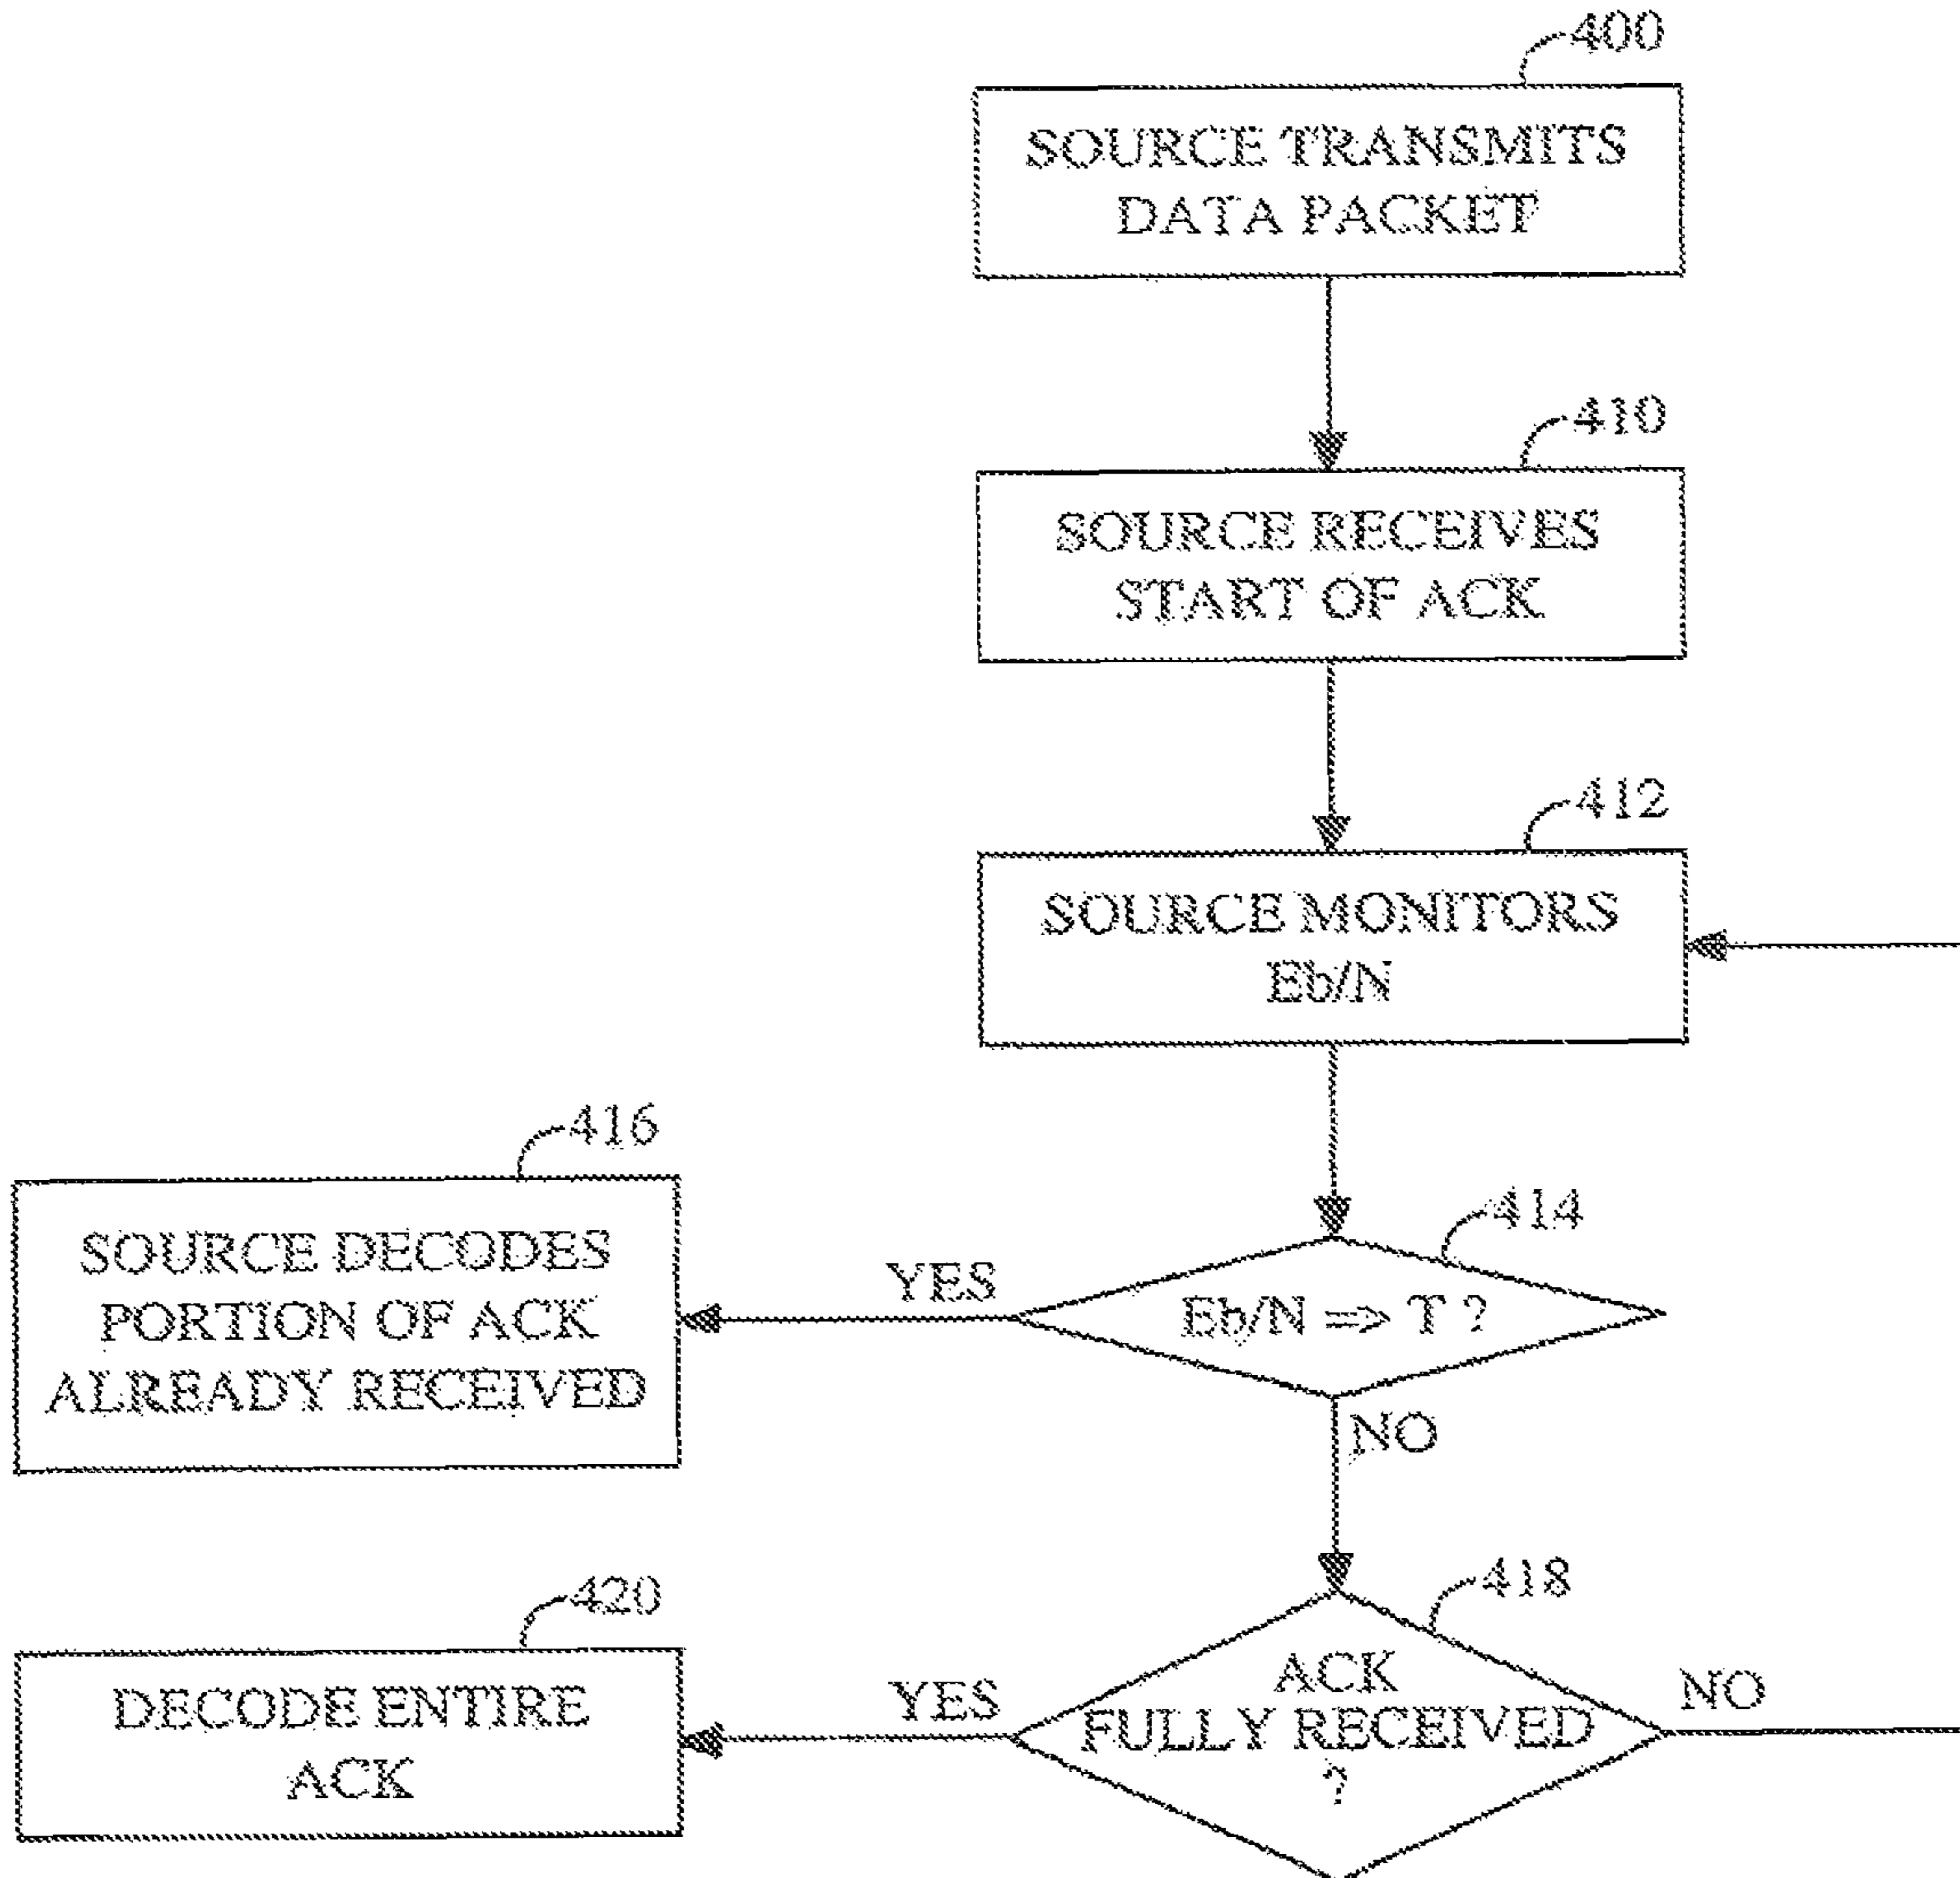 400
SOURCE TRANSMITS
DATA PACKET
410
SOURCE RECEIVES
START OF ACK
412
SOURCE MONITORS
Eb/N
416
SOURCE DECODES
PORTION OF ACK
ALREADY RECEIVED
414
YES
Eb/N => T ?
NO
420
DECODE ENTIRE
ACK
418
YES
ACK
FULLY RECEIVED
?
NO